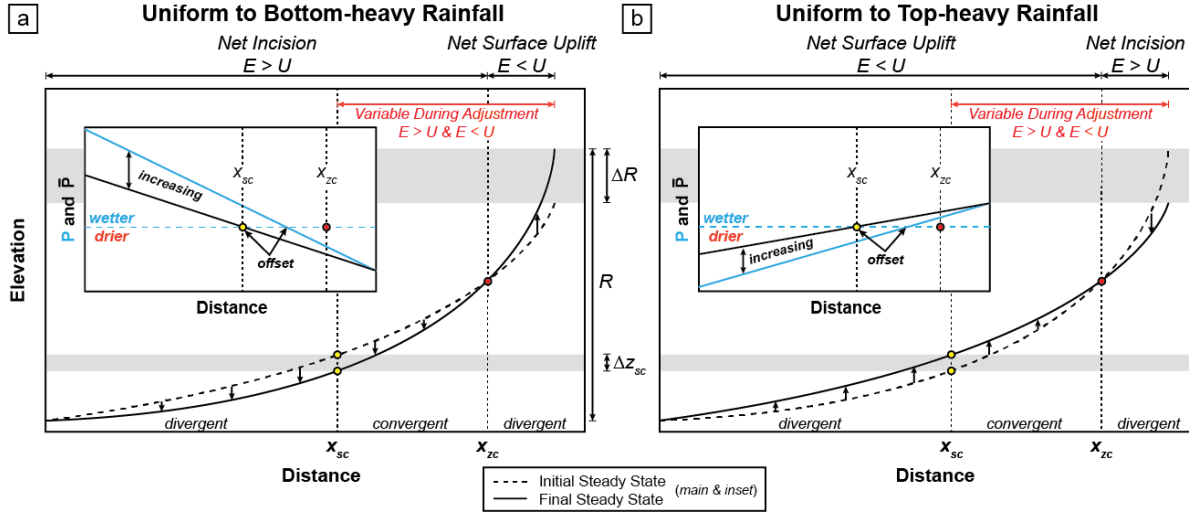 a
Uniform to Bottom-heavy Rainfall
Net Incision
E > U
Net Surface Uplift
E < U
Variable During Adjustment
E > U & E < U
P and P̅
increasing
x_sc
x_zc
wetter
drier
offset
Distance
ΔR
R
Δz_sc
Elevation
divergent
convergent
divergent
x_sc
x_zc
Distance
b
Uniform to Top-heavy Rainfall
Net Surface Uplift
E < U
Net Incision
E > U
Variable During Adjustment
E > U & E < U
P and P̅
x_sc
x_zc
wetter
drier
increasing
offset
Distance
divergent
convergent
divergent
x_sc
x_zc
Distance
Initial Steady State
Final Steady State
(main & inset)